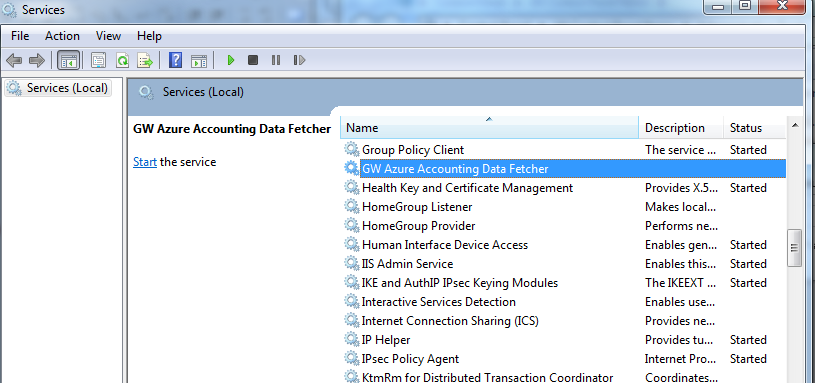 Services
File Action View Help
Services (Local)
Services (Local)
GW Azure Accounting Data Fetcher
Start the service
Name Description Status
Group Policy Client The service ... Started
GW Azure Accounting Data Fetcher
Health Key and Certificate Management Provides X.5... Started
HomeGroup Listener Makes local...
HomeGroup Provider Performs ne...
Human Interface Device Access Enables gen... Started
IIS Admin Service Enables this... Started
IKE and AuthIP IPsec Keying Modules The IKEEXT ... Started
Interactive Services Detection Enables use...
Internet Connection Sharing (ICS) Provides ne...
IP Helper Provides tu... Started
IPsec Policy Agent Internet Pro... Started
KtmRm for Distributed Transaction Coordinator Coordinates...